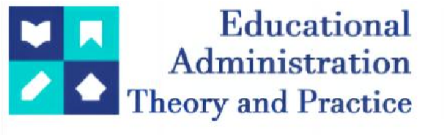 Educational
Administration
Theory and Practice